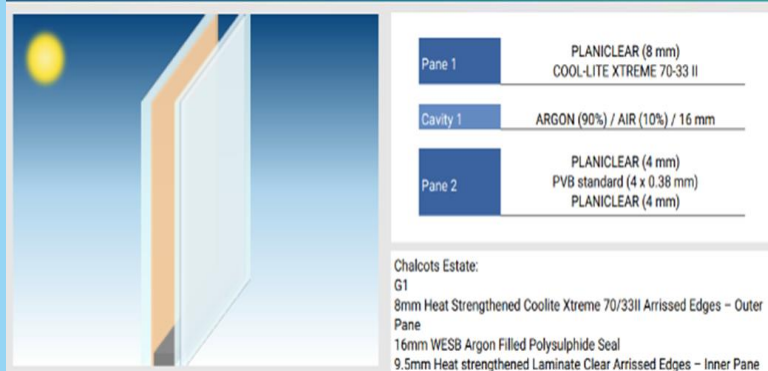 Pane 1
PLANICLEAR (8 mm)
COOL-LITE XTREME 70-33 II
Cavity 1
ARGON (90%) / AIR (10%) / 16 mm
Pane 2
PLANICLEAR (4 mm)
PVB standard (4 x 0.38 mm)
PLANICLEAR (4 mm)
Chalcots Estate:
G1
8mm Heat Strengthened Coolite Xtreme 70/33II Arrissed Edges – Outer
Pane
16mm WESB Argon Filled Polysulphide Seal
9.5mm Heat strengthened Laminate Clear Arrissed Edges – Inner Pane